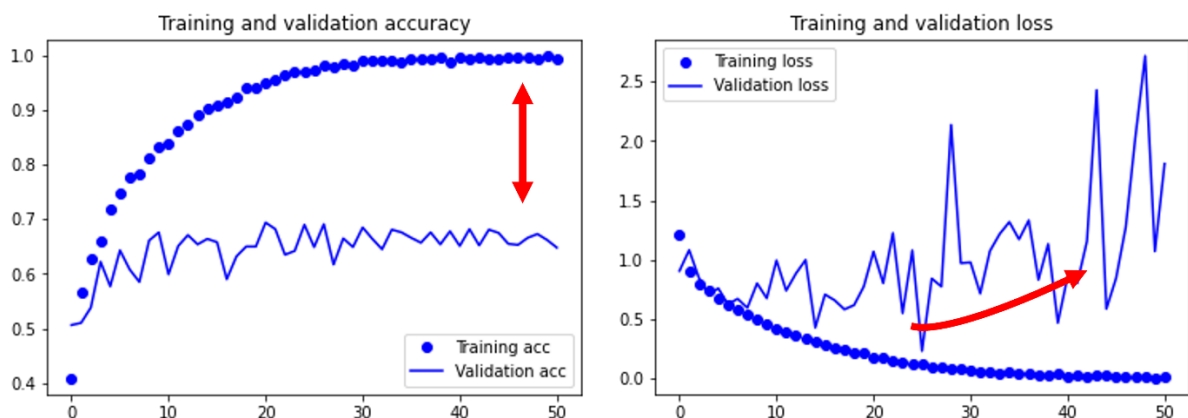 Training and validation accuracy
1.0
0.9
0.8
0.7
0.6
0.5
0.4
Training acc
Validation acc
0 10 20 30 40 50
Training and validation loss
Training loss
Validation loss
2.5
2.0
1.5
1.0
0.5
0.0
0 10 20 30 40 50